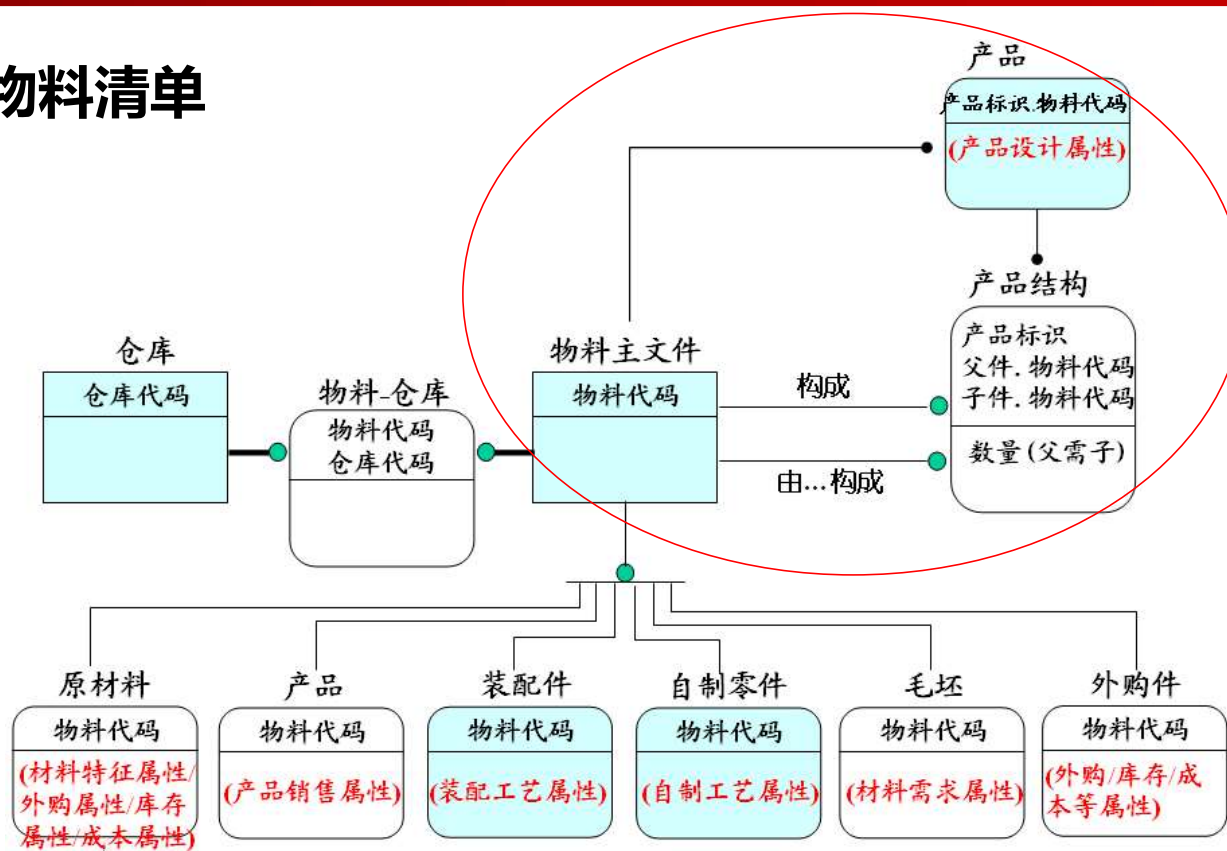 物料清单
产品
产品标识.物料代码
(产品设计属性)
产品结构
产品标识
父件.物料代码
子件.物料代码
数量(父需子)
仓库
仓库代码
物料-仓库
物料代码
仓库代码
物料主文件
物料代码
构成
由...构成
原材料
物料代码
(材料特征属性/
外购属性/库存
属性/成本属性)
产品
物料代码
(产品销售属性)
装配件
物料代码
(装配工艺属性)
自制零件
物料代码
(自制工艺属性)
毛坯
物料代码
(材料需求属性)
外购件
物料代码
(外购/库存/成
本等属性)